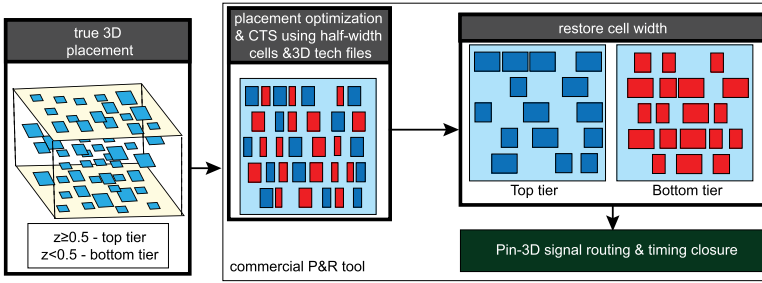 true 3D
placement
z≥0.5 - top tier
z<0.5 - bottom tier
placement optimization
& CTS using half-width
cells &3D tech files
commercial P&R tool
restore cell width
Top tier
Bottom tier
Pin-3D signal routing & timing closure